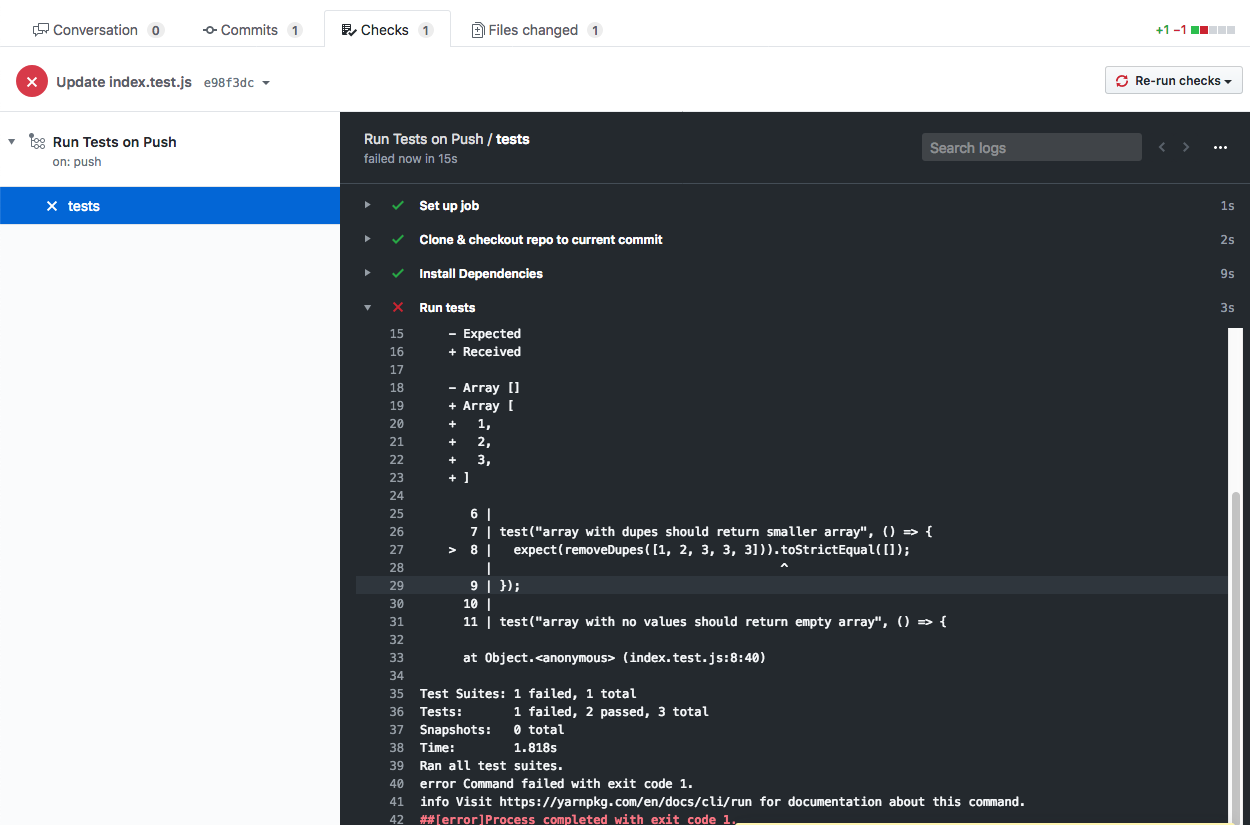 Conversation 0 Commits 1 Checks 1 Files changed 1 +1 −1
Update index.test.js e98f3dc Re-run checks
Run Tests on Push
on: push
tests
Run Tests on Push / tests
failed now in 15s
Search logs
Set up job 1s
Clone & checkout repo to current commit 2s
Install Dependencies 9s
Run tests 3s
15     - Expected
16     + Received
17
18     - Array []
19     + Array [
20     +   1,
21     +   2,
22     +   3,
23     + ]
24
25        6 |
26        7 | test("array with dupes should return smaller array", () => {
27     >  8 |   expect(removeDupes([1, 2, 3, 3, 3])).toStrictEqual([]);
28          |                                        ^
29        9 | });
30       10 |
31       11 | test("array with no values should return empty array", () => {
32
33       at Object.<anonymous> (index.test.js:8:40)
34
35 Test Suites: 1 failed, 1 total
36 Tests:       1 failed, 2 passed, 3 total
37 Snapshots:   0 total
38 Time:        1.818s
39 Ran all test suites.
40 error Command failed with exit code 1.
41 info Visit https://yarnpkg.com/en/docs/cli/run for documentation about this command.
42 ##[error]Process completed with exit code 1.